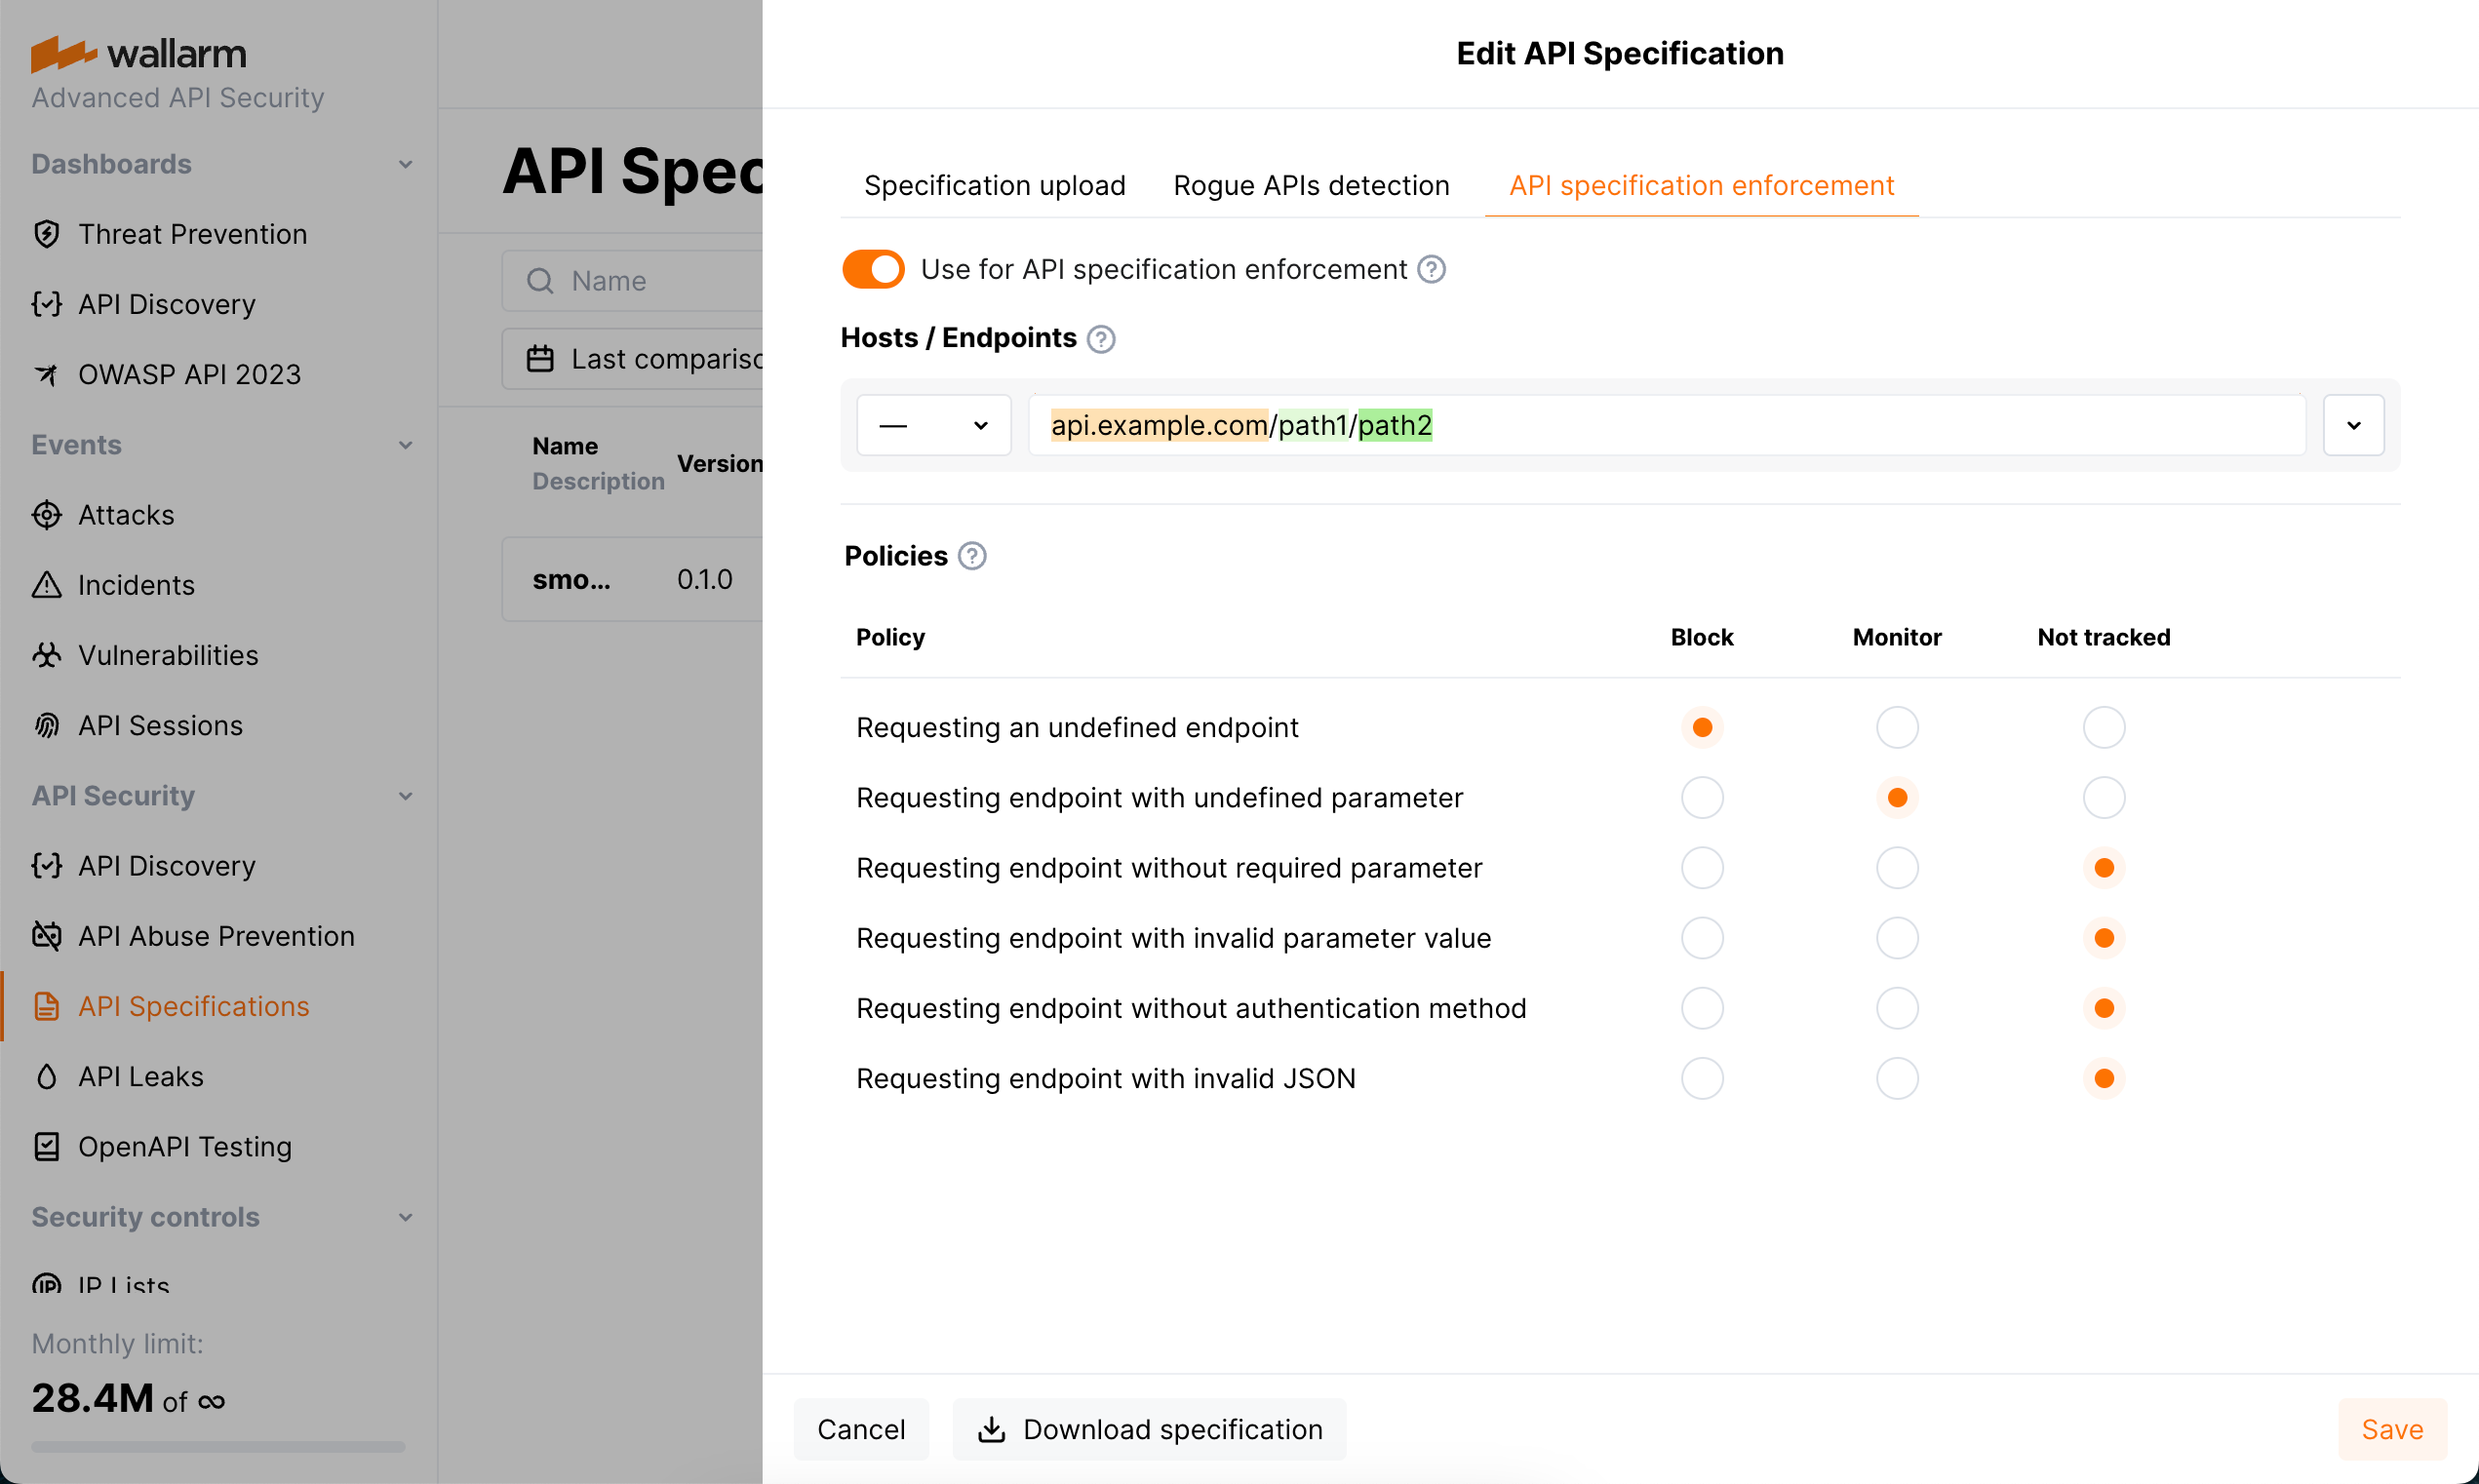 wallarm
Advanced API Security
Dashboards
Threat Prevention
API Discovery
OWASP API 2023
Events
Attacks
Incidents
Vulnerabilities
API Sessions
API Security
API Discovery
API Abuse Prevention
API Specifications
API Leaks
OpenAPI Testing
Security controls
IP Lists
Monthly limit:
28.4M of ∞
API Spec
Name
Last compariso
Name
Description
Version
smo...
0.1.0
Edit API Specification
Specification upload
Rogue APIs detection
API specification enforcement
Use for API specification enforcement ?
Hosts / Endpoints ?
—
api.example.com/path1/path2
Policies ?
Policy Block Monitor Not tracked
Requesting an undefined endpoint
Requesting endpoint with undefined parameter
Requesting endpoint without required parameter
Requesting endpoint with invalid parameter value
Requesting endpoint without authentication method
Requesting endpoint with invalid JSON
Cancel
Download specification
Save